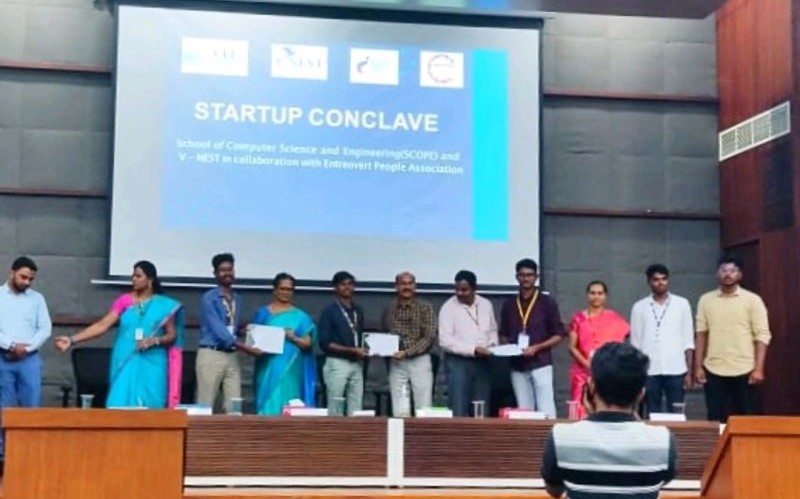 STARTUP CONCLAVE
School of Computer Science and Engineering(SCOPE) and
V - NEST in collaboration with Entreovert People Association